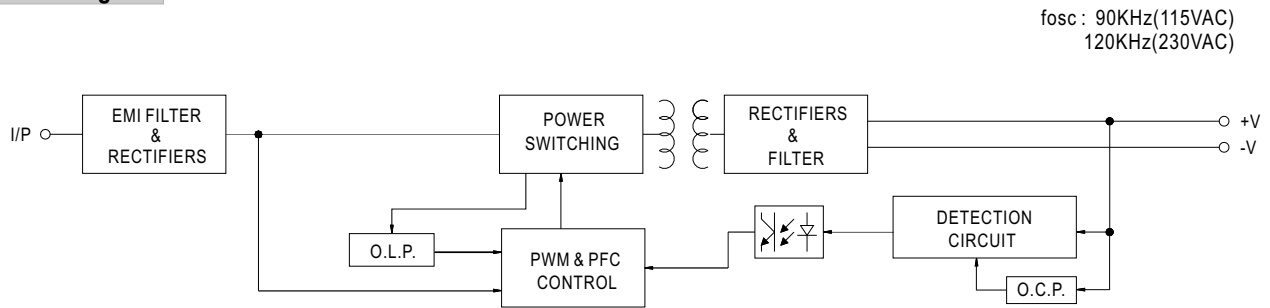 fosc : 90KHz(115VAC)
120KHz(230VAC)
I/P
EMI FILTER
&
RECTIFIERS
POWER
SWITCHING
RECTIFIERS
&
FILTER
+V
-V
O.L.P.
PWM & PFC
CONTROL
DETECTION
CIRCUIT
O.C.P.